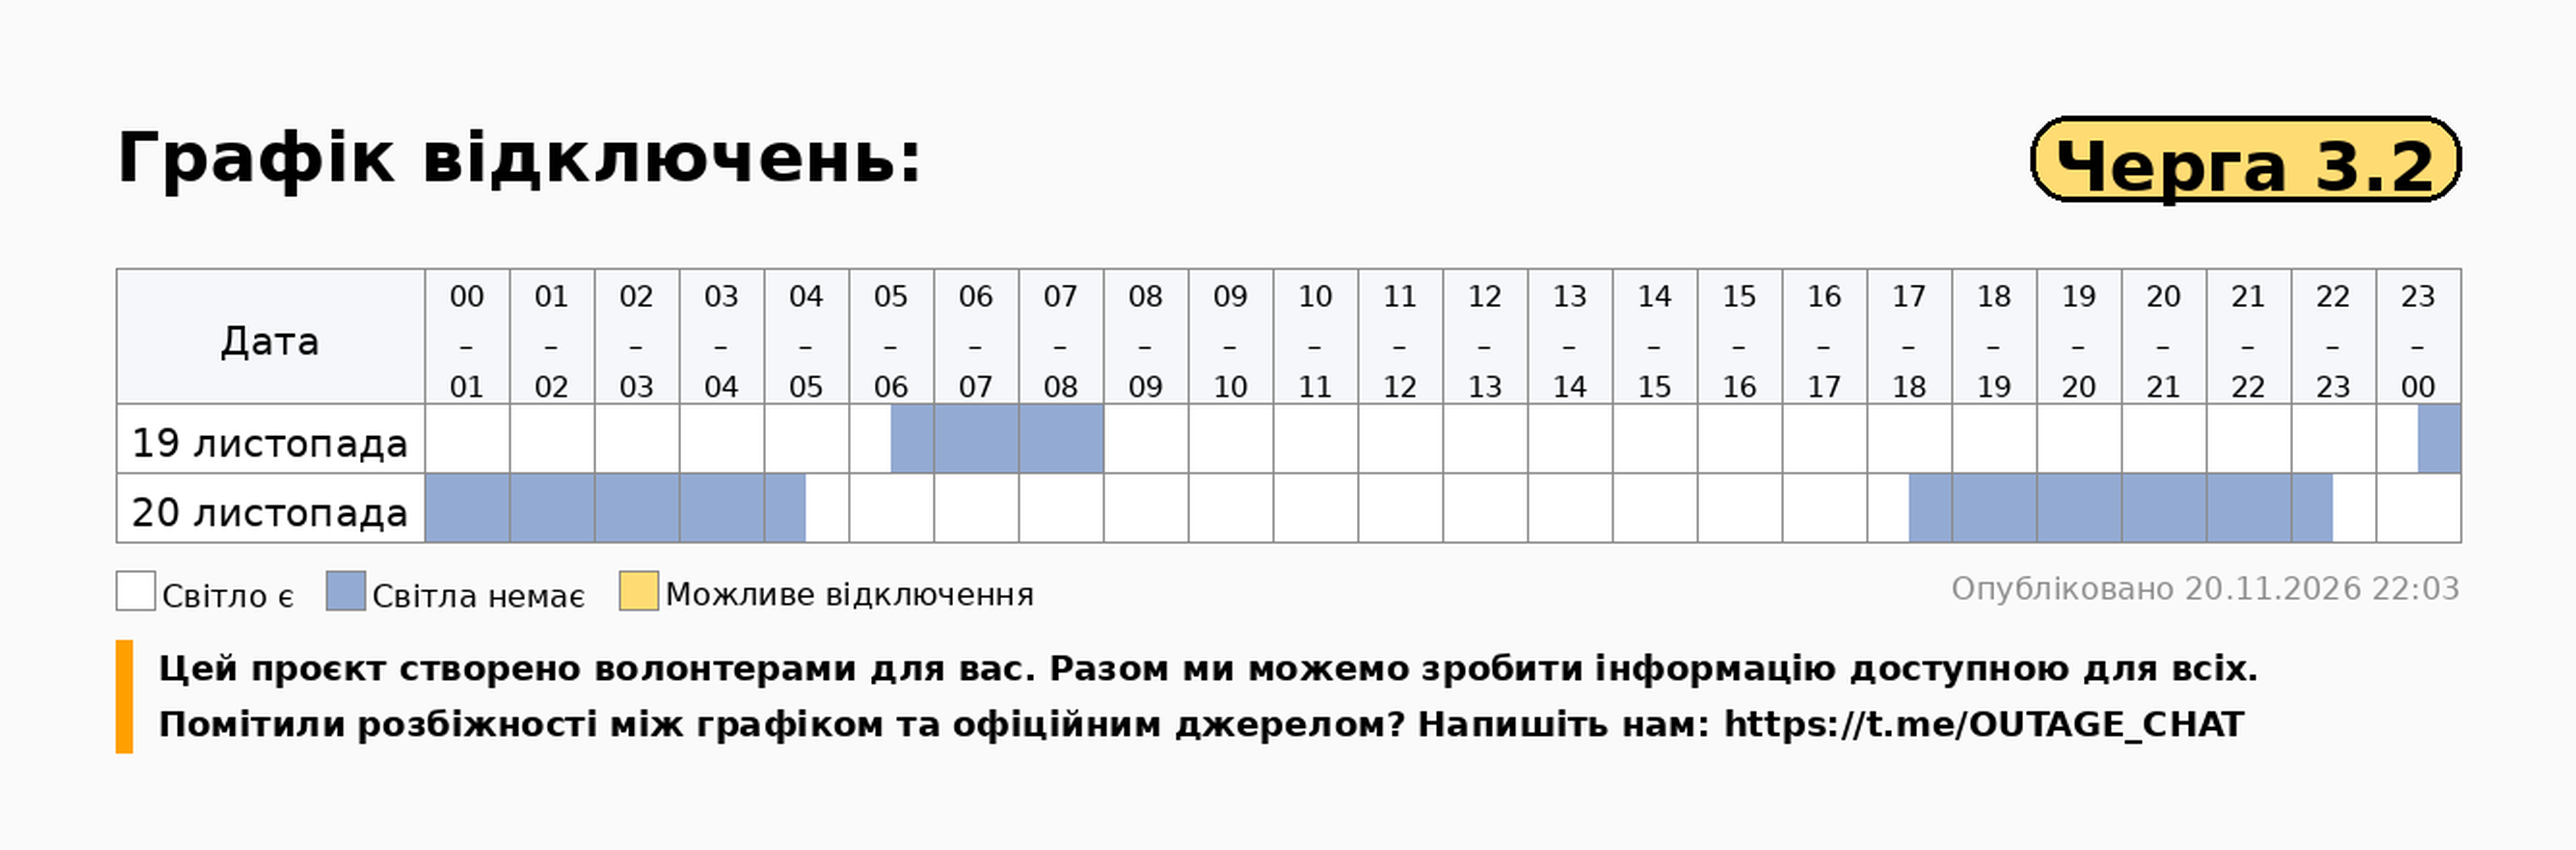 Графік відключень:
Черга 3.2
Дата
00 – 01
01 – 02
02 – 03
03 – 04
04 – 05
05 – 06
06 – 07
07 – 08
08 – 09
09 – 10
10 – 11
11 – 12
12 – 13
13 – 14
14 – 15
15 – 16
16 – 17
17 – 18
18 – 19
19 – 20
20 – 21
21 – 22
22 – 23
23 – 00
19 листопада
20 листопада
Світло є
Світла немає
Можливе відключення
Опубліковано 20.11.2026 22:03
Цей проєкт створено волонтерами для вас. Разом ми можемо зробити інформацію доступною для всіх.
Помітили розбіжності між графіком та офіційним джерелом? Напишіть нам: https://t.me/OUTAGE_CHAT